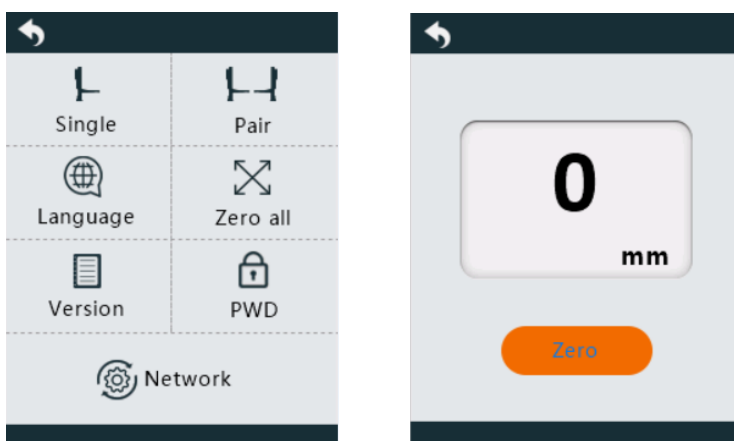 Single
Pair
Language
Zero all
Version
PWD
Network
0
mm
Zero